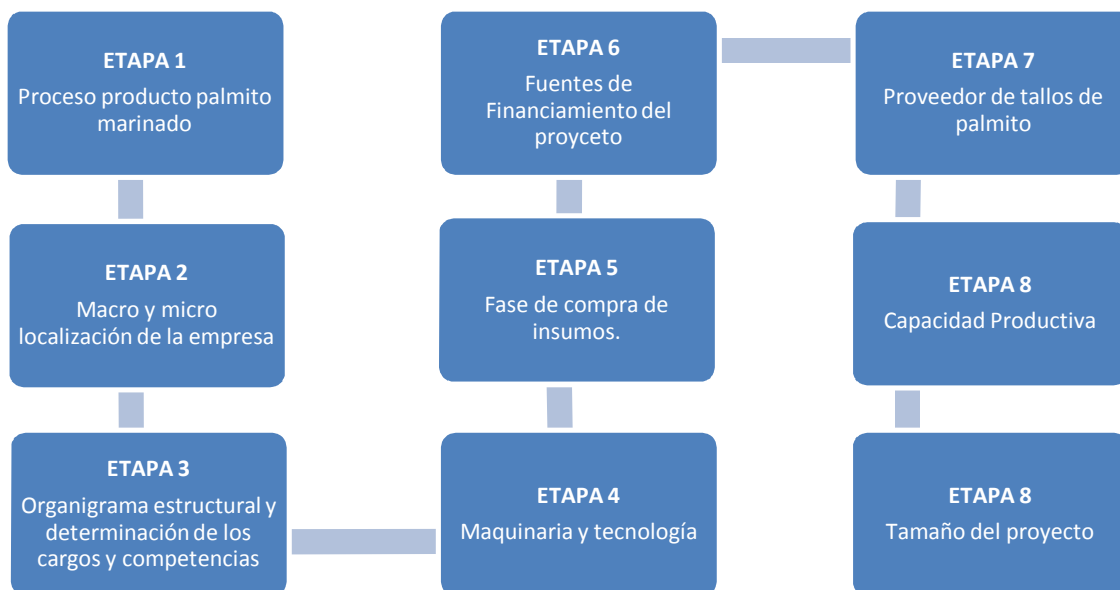 ETAPA 1
Proceso producto palmito
marinado
ETAPA 2
Macro y micro
localización de la empresa
ETAPA 3
Organigrama estructural y
determinación de los
cargos y competencias
ETAPA 4
Maquinaria y tecnología
ETAPA 5
Fase de compra de
insumos.
ETAPA 6
Fuentes de
Financiamiento del
proyceto
ETAPA 7
Proveedor de tallos de
palmito
ETAPA 8
Capacidad Productiva
ETAPA 8
Tamaño del proyecto